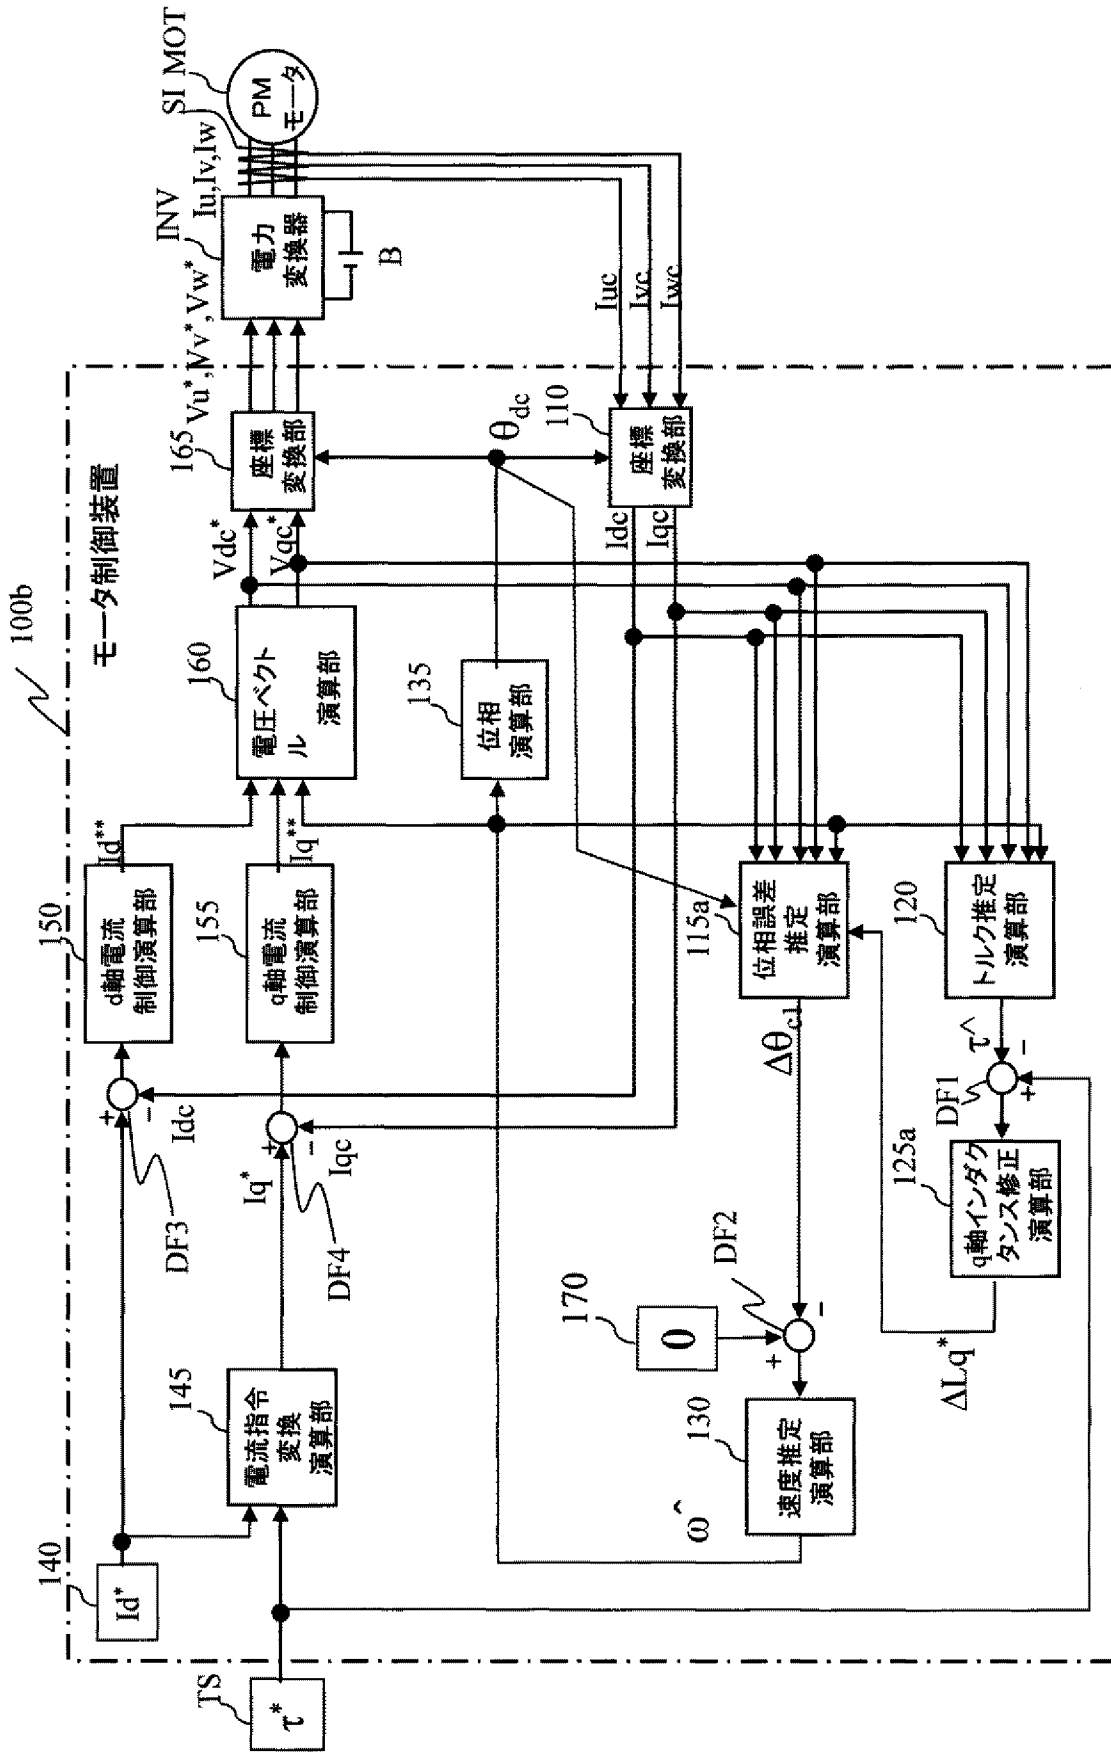 100b
モータ制御装置
TS
τ*
140
Id*
145
電流指令
変換
演算部
DF3
+
−
Idc
150
d軸電流
制御演算部
Id**
Iq*
DF4
+
−
Iqc
155
q軸電流
制御演算部
Iq**
160
電圧ベクト
ル
演算部
Vdc*
Vqc*
165
座標
変換部
Vu*,Vv*,Vw*
INV
電力
変換器
B
Iu,Iv,Iw
SI
MOT
PM
モータ
135
位相
演算部
θdc
110
座標
変換部
Iuc
Ivc
Iwc
Idc
Iqc
ω^
130
速度推定
演算部
170
0
DF2
+
−
Δθc1
115a
位相誤差
推定
演算部
ΔLq*
125a
q軸インダク
タンス修正
演算部
DF1
+
−
τ^
120
トルク推定
演算部